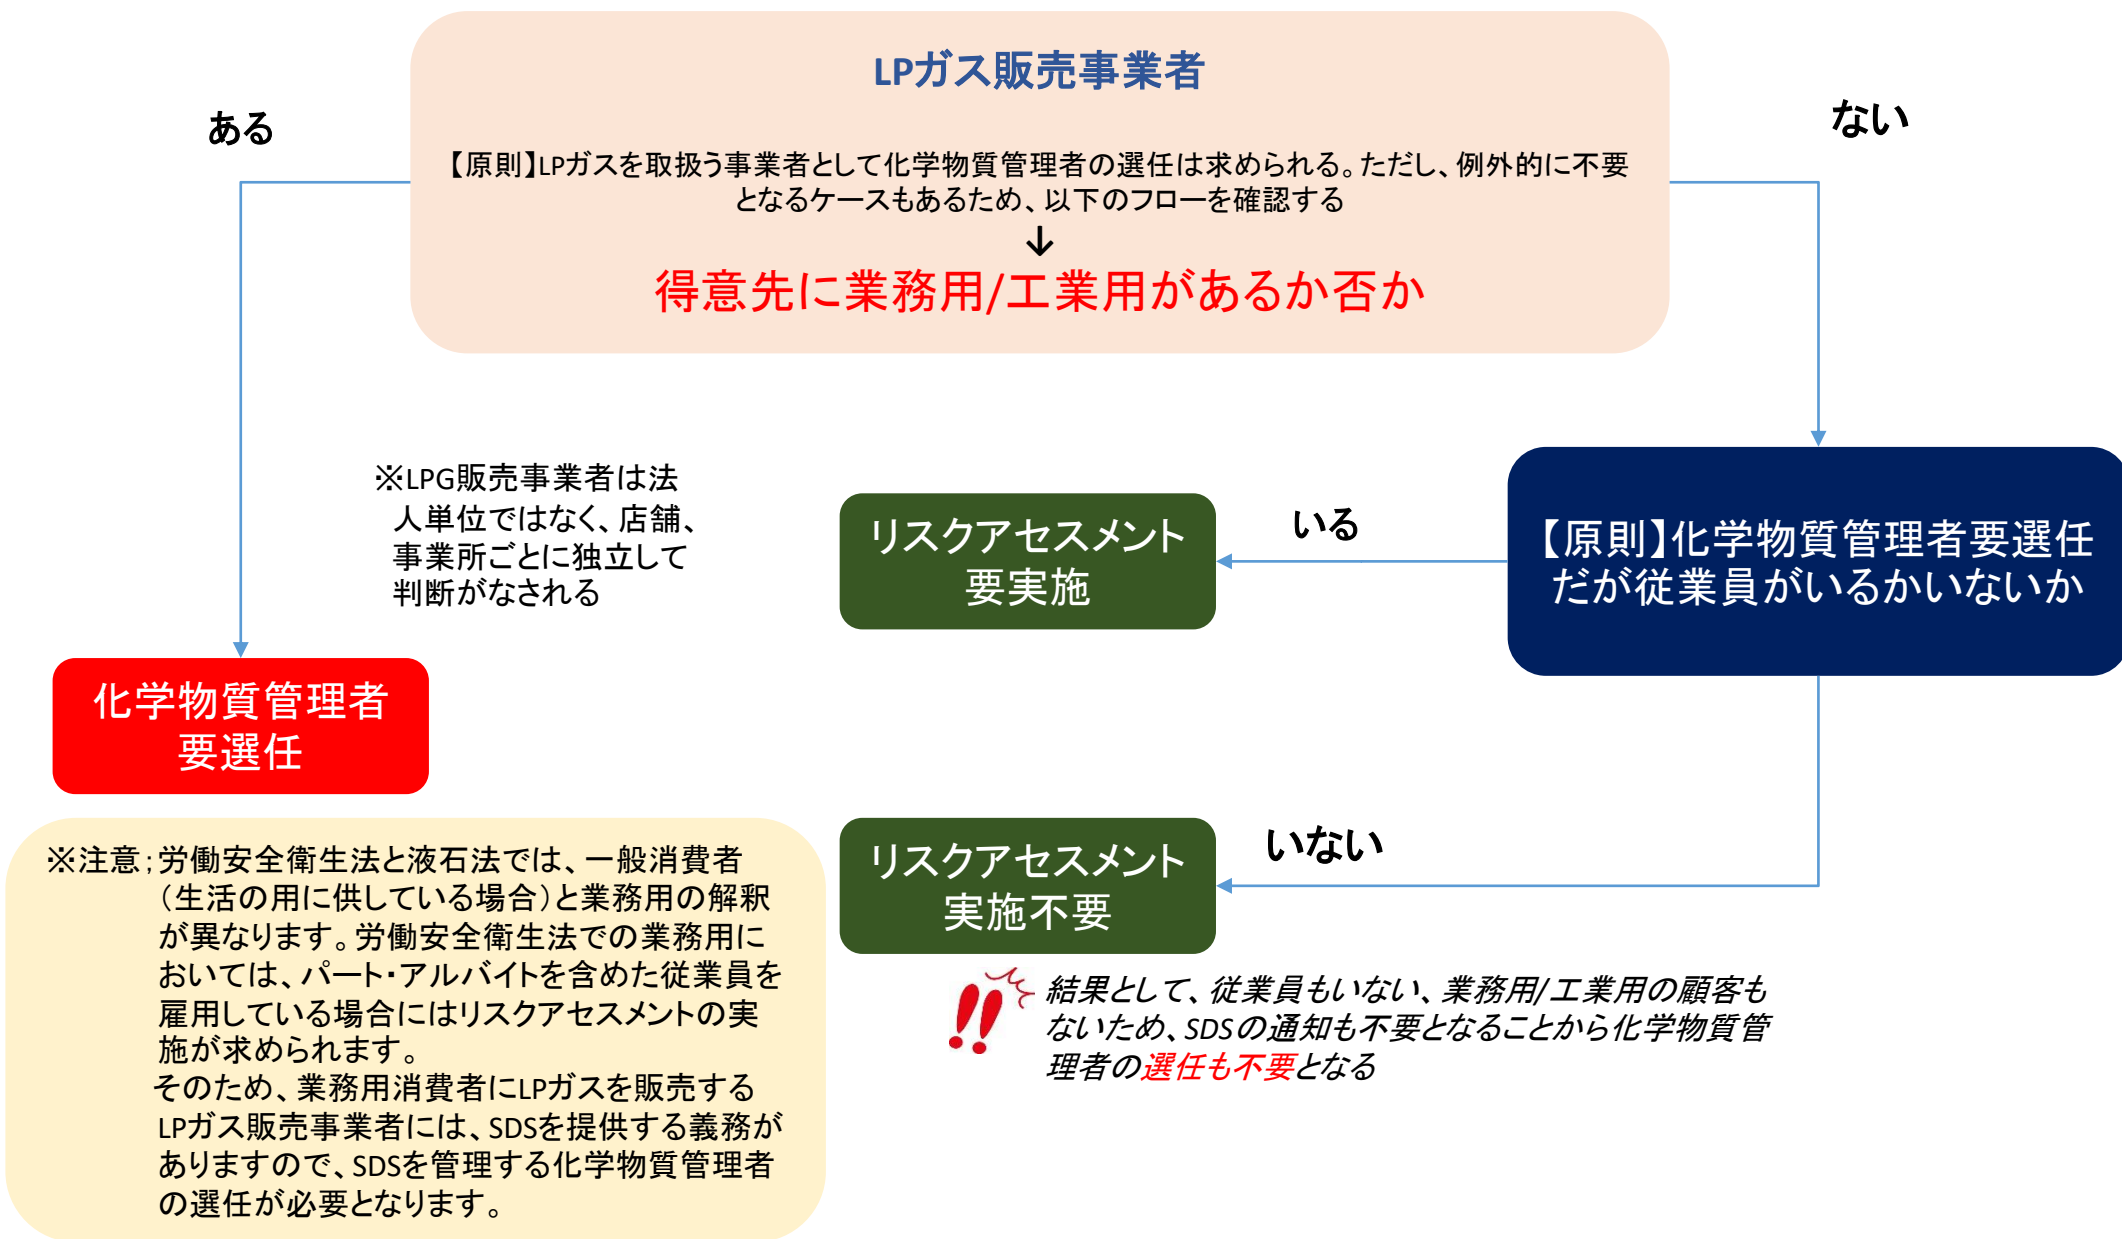 LPガス販売事業者
ある
ない
【原則】LPガスを取扱う事業者として化学物質管理者の選任は求められる。ただし、例外的に不要
となるケースもあるため、以下のフローを確認する
↓
得意先に業務用/工業用があるか否か
※LPG販売事業者は法
人単位ではなく、店舗、
事業所ごとに独立して
判断がなされる
リスクアセスメント
要実施
いる
【原則】化学物質管理者要選任
だが従業員がいるかいないか
化学物質管理者
要選任
リスクアセスメント
実施不要
いない
※注意；労働安全衛生法と液石法では、一般消費者
（生活の用に供している場合）と業務用の解釈
が異なります。労働安全衛生法での業務用に
おいては、パート・アルバイトを含めた従業員を
雇用している場合にはリスクアセスメントの実
施が求められます。
そのため、業務用消費者にLPガスを販売する
LPガス販売事業者には、SDSを提供する義務が
ありますので、SDSを管理する化学物質管理者
の選任が必要となります。
結果として、従業員もいない、業務用/工業用の顧客も
ないため、SDSの通知も不要となることから化学物質管
理者の選任も不要となる